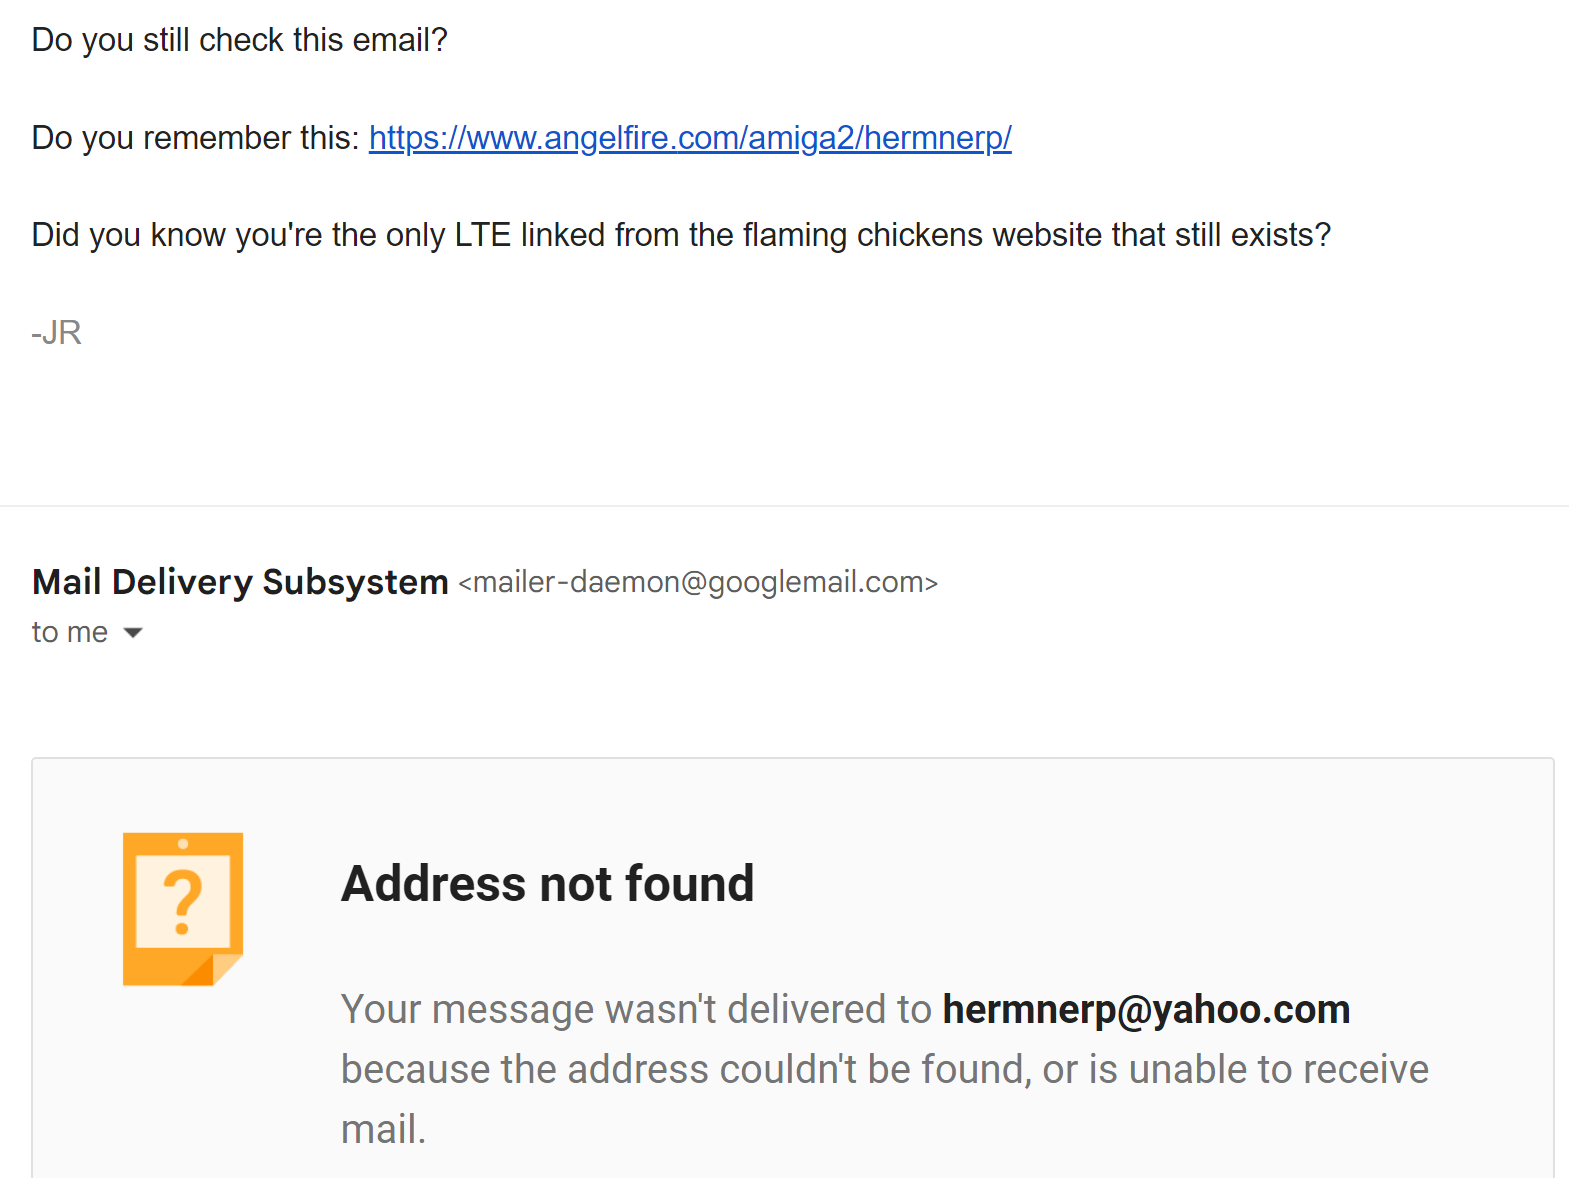 Do you still check this email?
Do you remember this: https://www.angelfire.com/amiga2/hermnerp/
Did you know you're the only LTE linked from the flaming chickens website that still exists?
-JR
Mail Delivery Subsystem <mailer-daemon@googlemail.com>
to me
?
Address not found
Your message wasn't delivered to hermnerp@yahoo.com
because the address couldn't be found, or is unable to receive
mail.